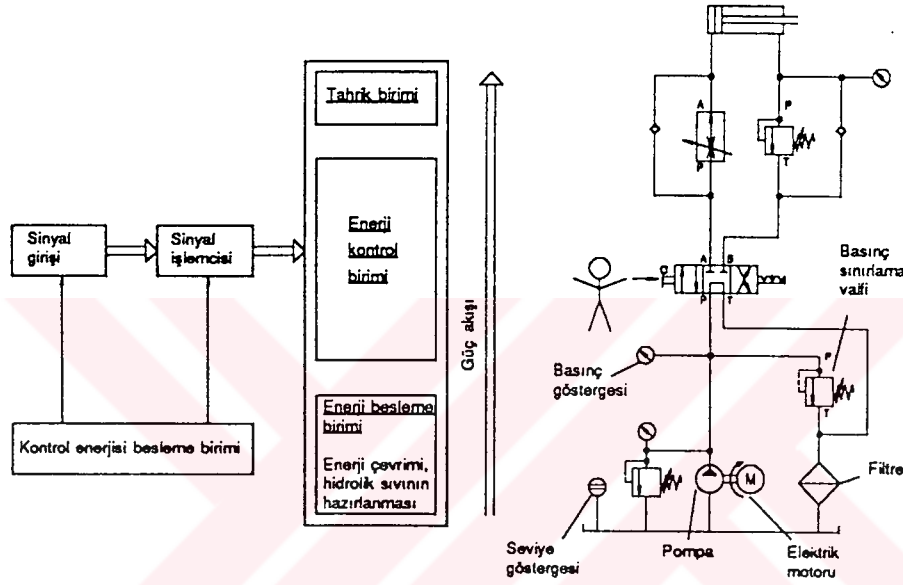 Tahrik birimi
Enerji
kontrol
birimi
Sinyal
girişi
Sinyal
işlemcisi
Güç akışı
Enerji besleme
birimi
Enerji çevrimi,
hidrolik sıvının
hazırlanması
Kontrol enerjisi besleme birimi
A
P
P
T
A B
P T
Basınç
sınırlama
valfi
Basınç
göstergesi
P
T
M
Filtre
Seviye
göstergesi
Pompa
Elektrik
motoru